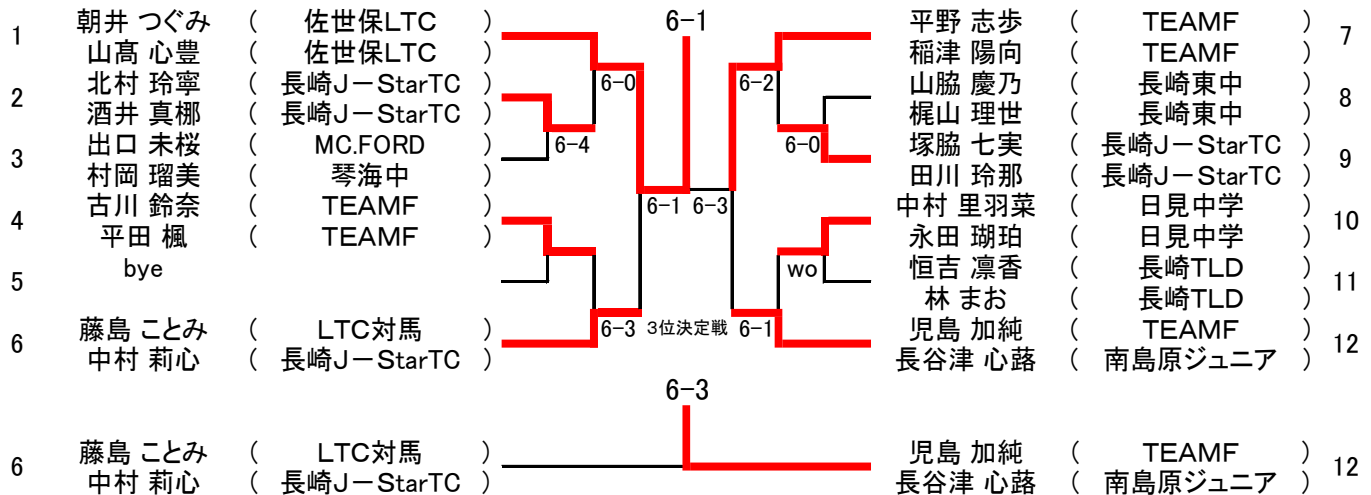 1 朝井 つぐみ ( 佐世保LTC )
山髙 心豊 ( 佐世保LTC )
2 北村 玲寧 ( 長崎J－StarTC )
酒井 真梛 ( 長崎J－StarTC )
3 出口 未桜 ( MC.FORD )
村岡 瑠美 ( 琴海中 )
4 古川 鈴奈 ( TEAMF )
平田 楓 ( TEAMF )
5 bye
6 藤島 ことみ ( LTC対馬 )
中村 莉心 ( 長崎J－StarTC )
6-0
6-4
6-3
6-1
6-1
6-3
6-2
6-0
wo
6-1
平野 志歩 ( TEAMF ) 7
稲津 陽向 ( TEAMF )
山脇 慶乃 ( 長崎東中 ) 8
梶山 理世 ( 長崎東中 )
塚脇 七実 ( 長崎J－StarTC ) 9
田川 玲那 ( 長崎J－StarTC )
中村 里羽菜 ( 日見中学 ) 10
永田 瑚珀 ( 日見中学 )
恒吉 凛香 ( 長崎TLD ) 11
林 まお ( 長崎TLD )
児島 加純 ( TEAMF ) 12
長谷津 心蕗 ( 南島原ジュニア )
3位決定戦
6-3
6 藤島 ことみ ( LTC対馬 )
中村 莉心 ( 長崎J－StarTC )
児島 加純 ( TEAMF ) 12
長谷津 心蕗 ( 南島原ジュニア )